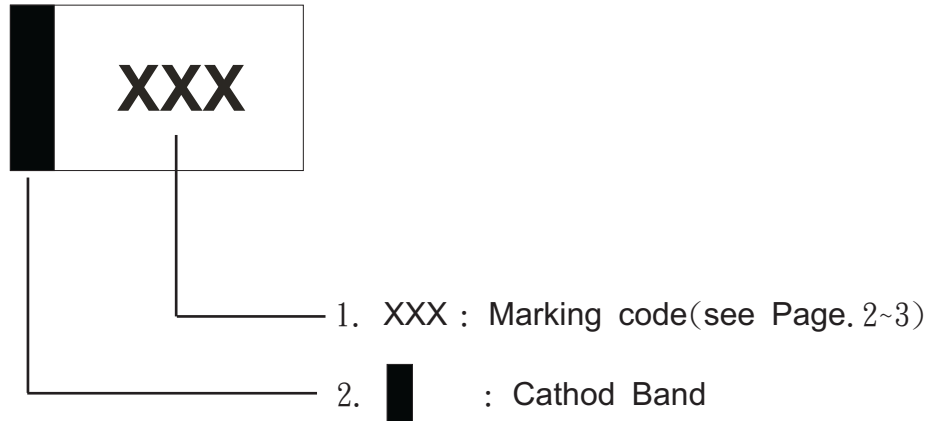 XXX
1. XXX : Marking code(see Page. 2~3)
2. : Cathod Band